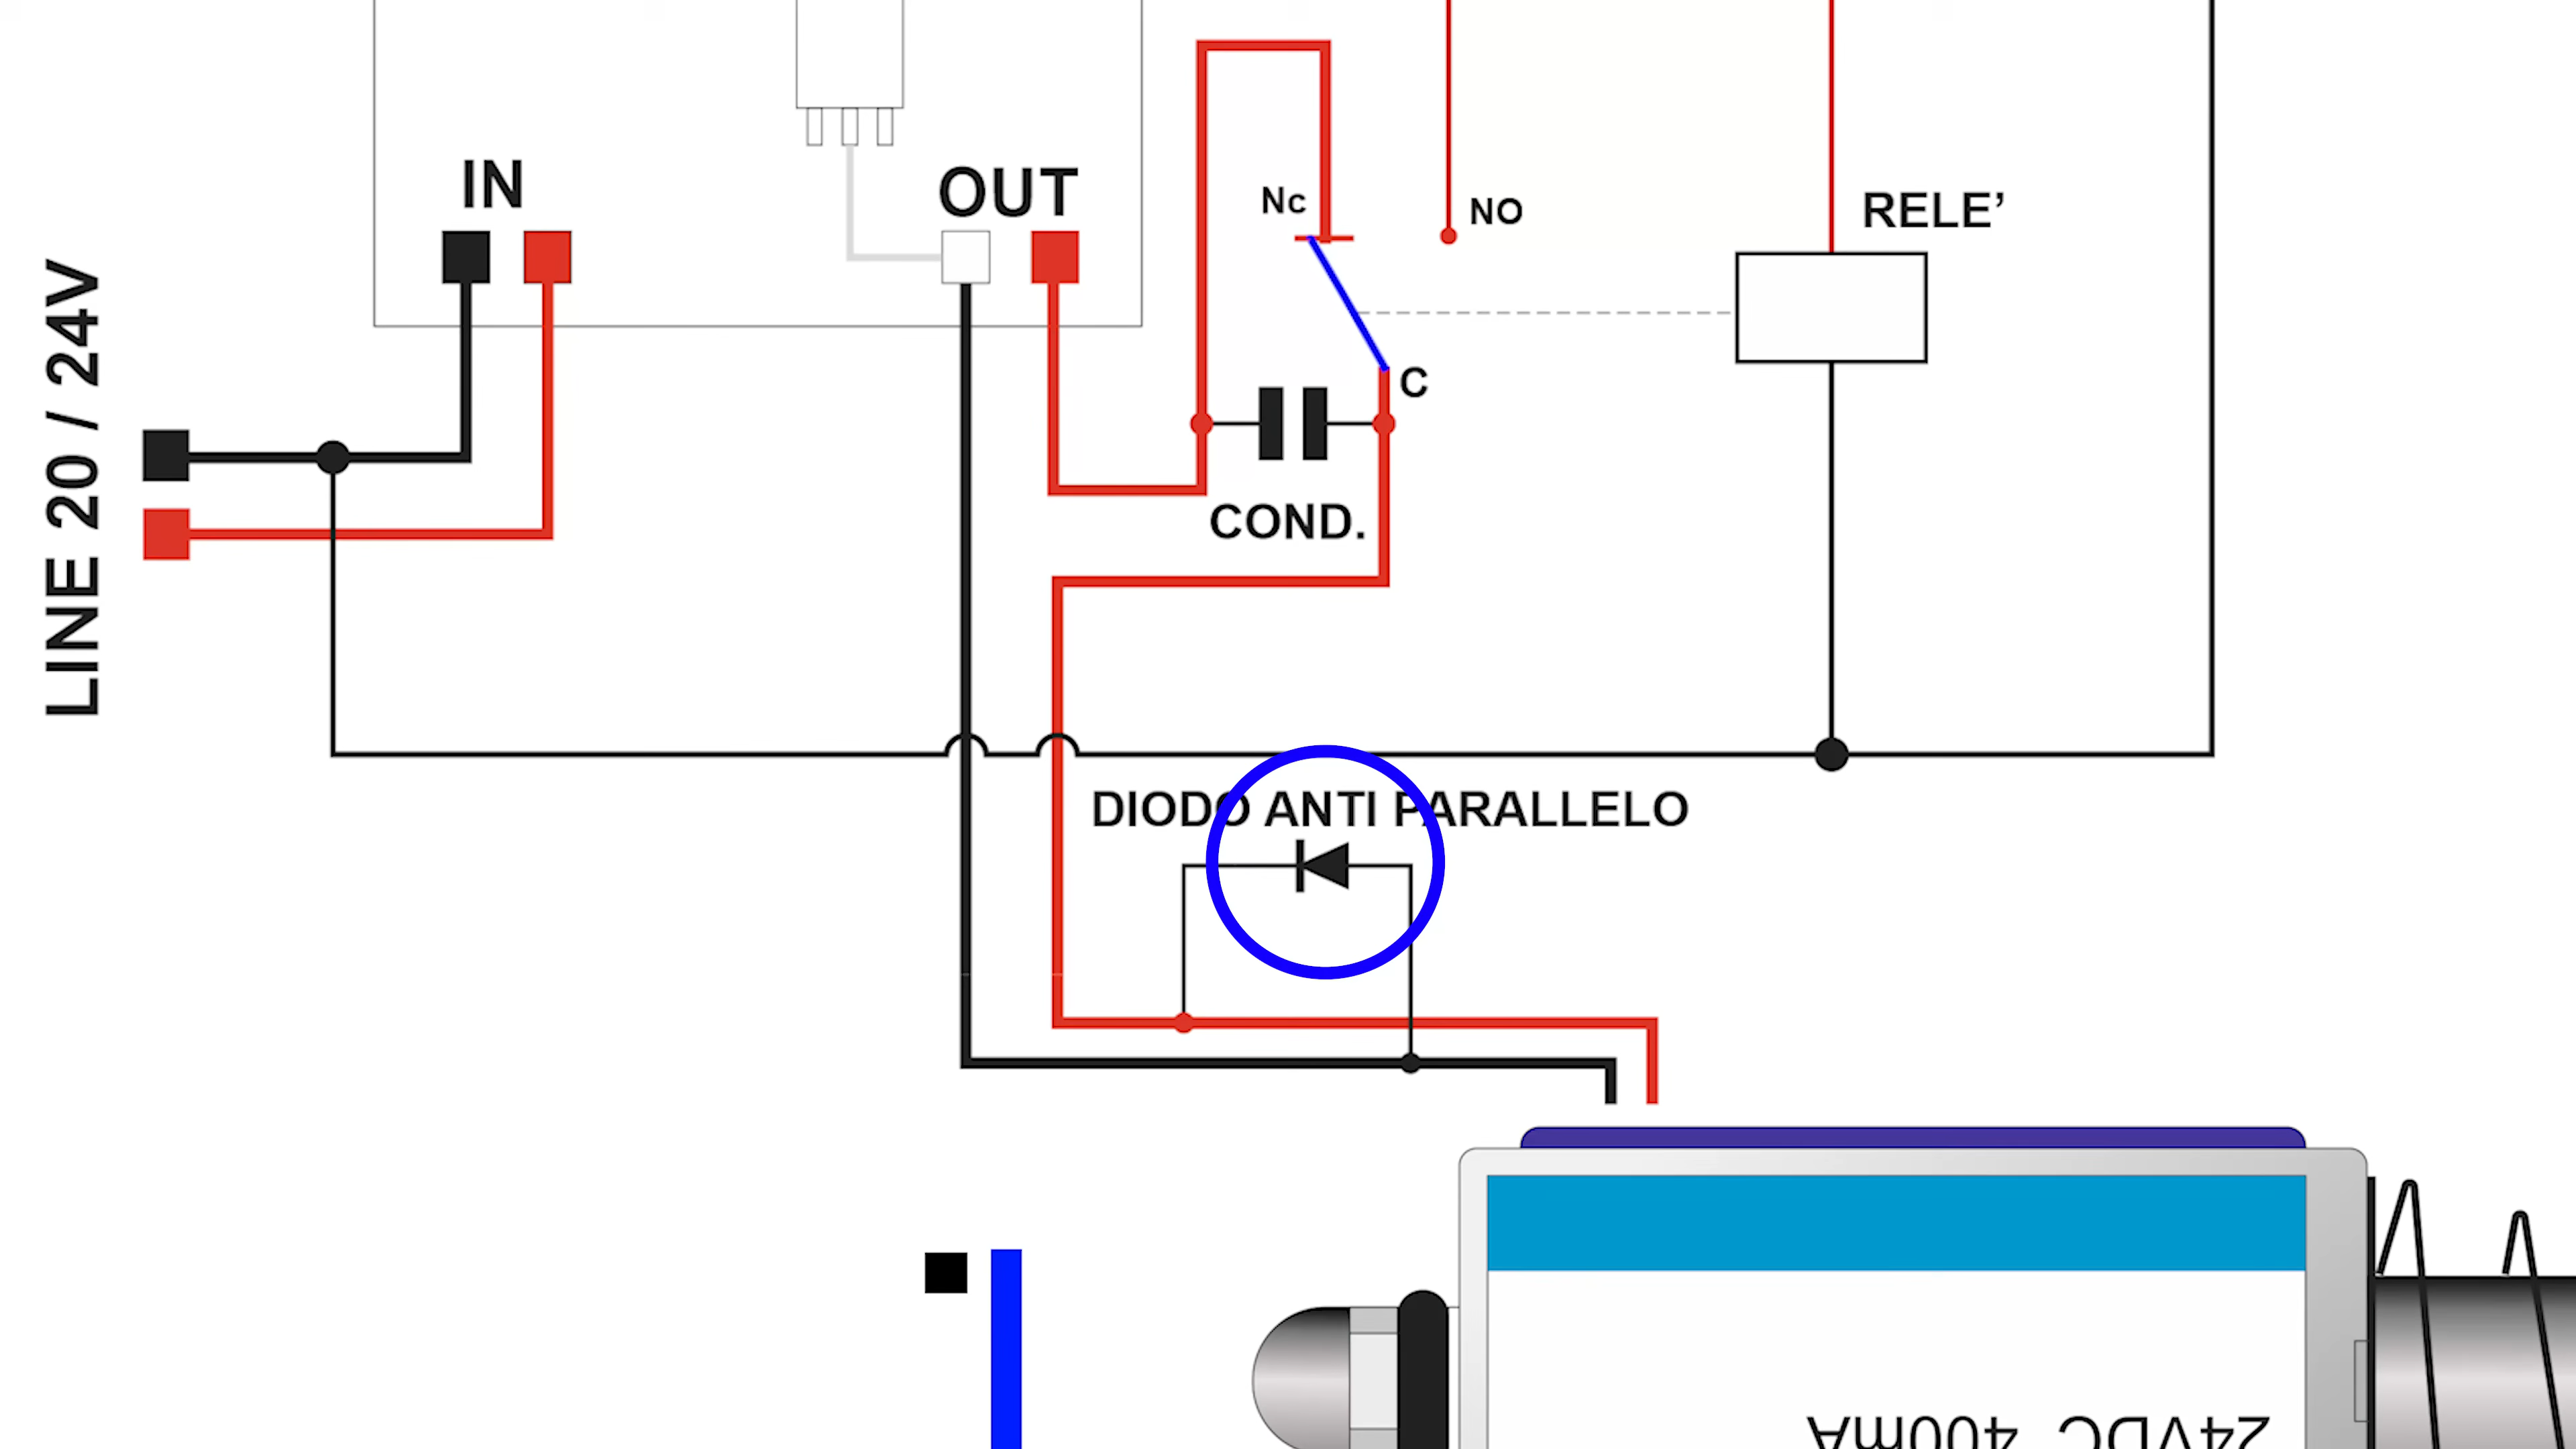 IN
OUT
Nc
NO
RELE’
C
LINE 20 / 24V
COND.
DIODO ANTI PARALLELO
24VDC 400mA